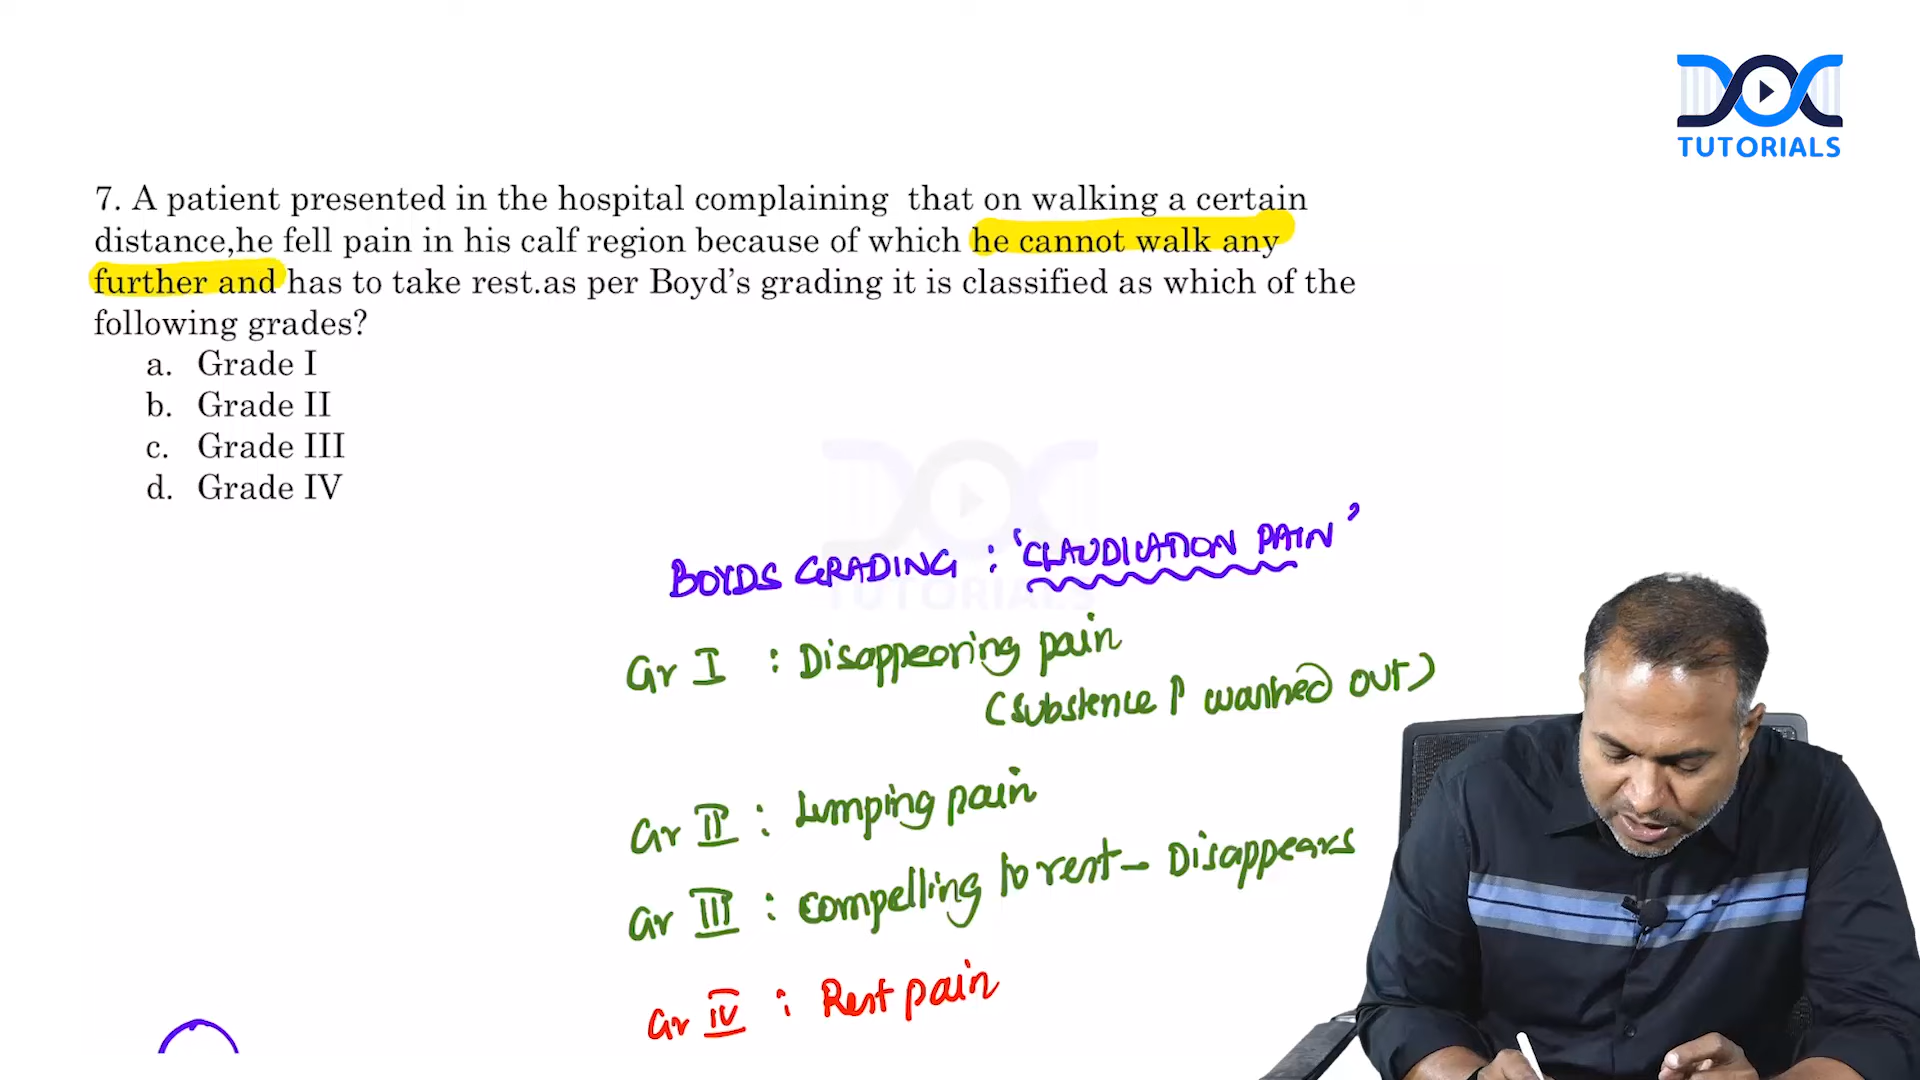 DOC
TUTORIALS
7. A patient presented in the hospital complaining that on walking a certain
distance,he fell pain in his calf region because of which he cannot walk any
further and has to take rest.as per Boyd's grading it is classified as which of the
following grades?
a. Grade I
b. Grade II
c. Grade III
d. Grade IV
TUTORIALS
BOYDS GRADING : 'CLAUDICATION PAIN'
Gr I : Disappearing pain
(Substence P washed out)
Gr II : Limping pain
Gr III : Compelling to rest - Disappears
Gr IV : Rest pain